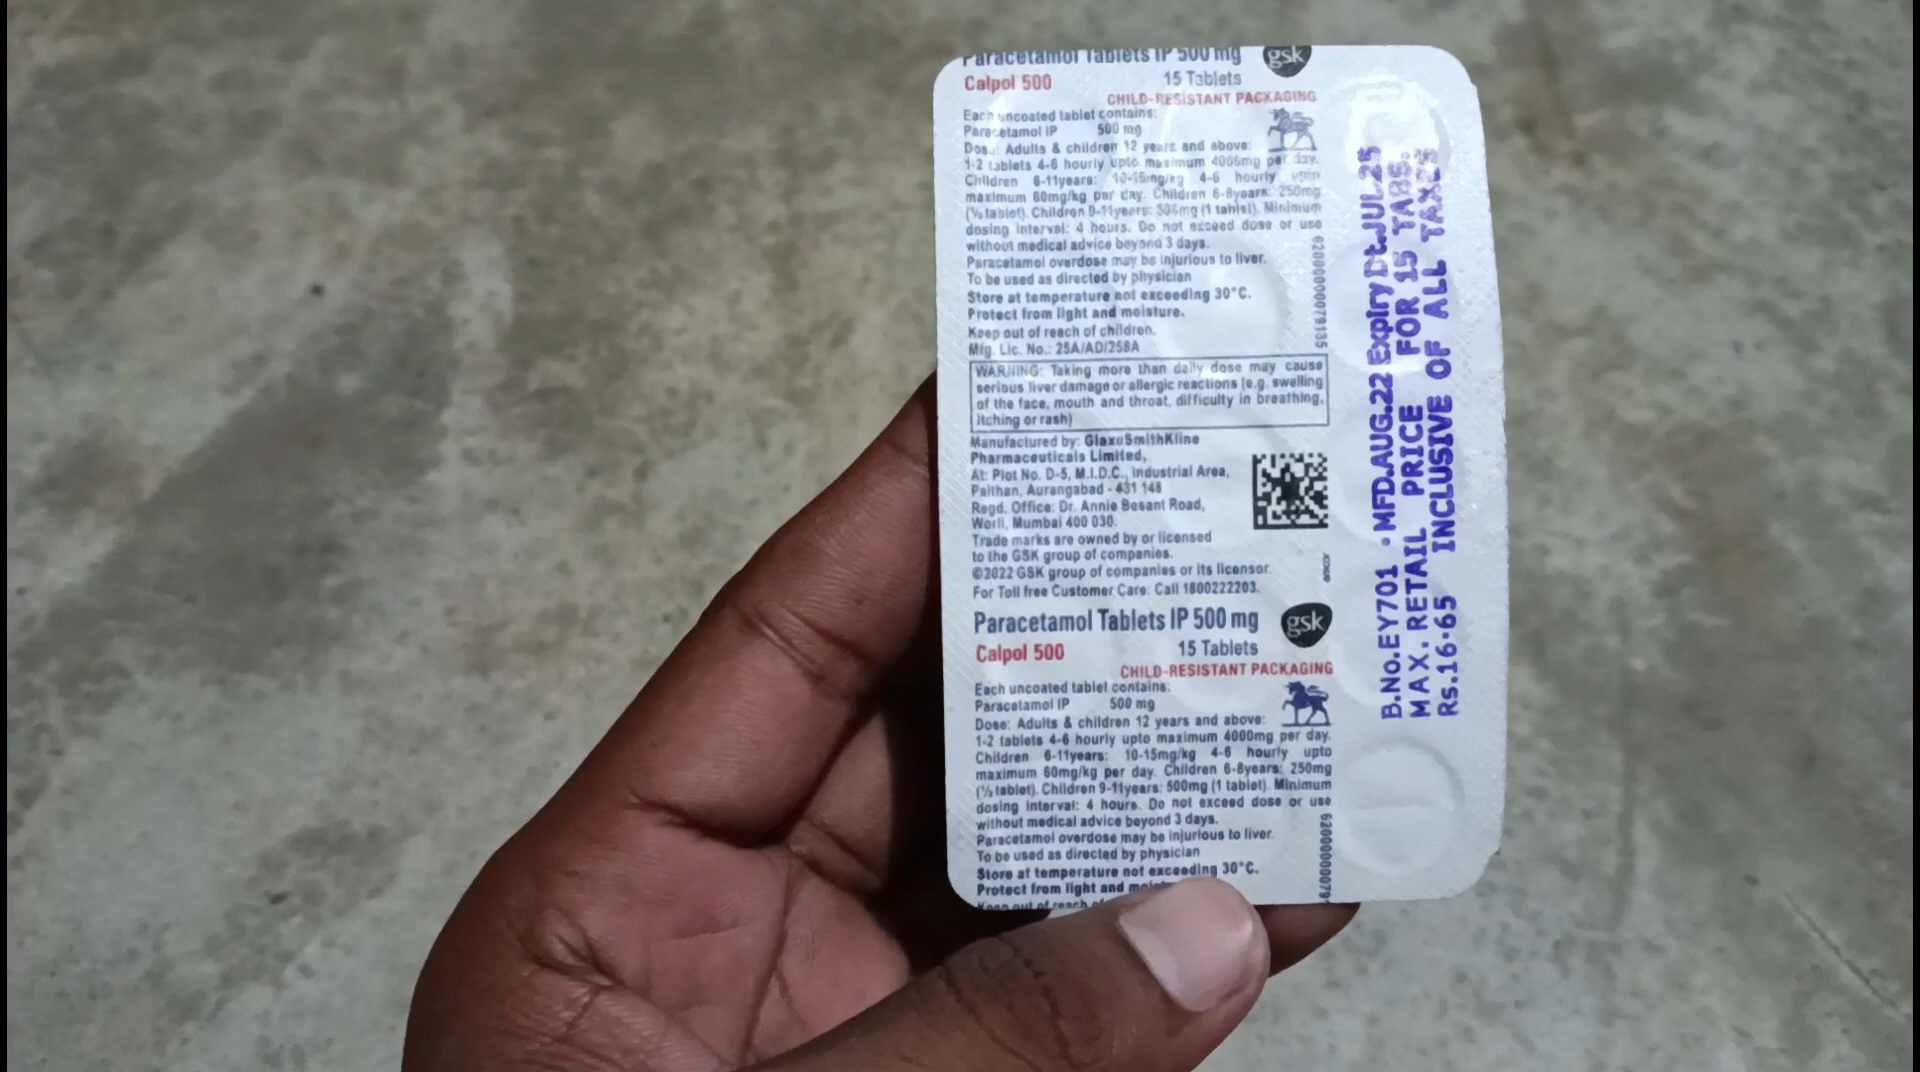 Paracetamol Tablets IP 500 mg
gsk
Calpol 500
15 Tablets
CHILD-RESISTANT PACKAGING
Each uncoated tablet contains:
Paracetamol IP 500 mg
Dose: Adults & children 12 years and above:
1-2 tablets 4-6 hourly upto maximum 4000mg per day.
Children 6-11years: 10-15mg/kg 4-6 hourly upto
maximum 60mg/kg per day. Children 6-8years: 250mg
(½ tablet). Children 9-11years: 500mg (1 tablet). Minimum
dosing interval: 4 hours. Do not exceed dose or use
without medical advice beyond 3 days.
Paracetamol overdose may be injurious to liver.
To be used as directed by physician
Store at temperature not exceeding 30°C.
Protect from light and moisture.
Keep out of reach of children.
Mfg. Lic. No.: 25A/AD/258A
WARNING: Taking more than daily dose may cause
serious liver damage or allergic reactions (e.g. swelling
of the face, mouth and throat, difficulty in breathing,
itching or rash)
Manufactured by: GlaxoSmithKline
Pharmaceuticals Limited,
At: Plot No. D-5, M.I.D.C., Industrial Area,
Paithan, Aurangabad - 431 148
Regd. Office: Dr. Annie Besant Road,
Worli, Mumbai 400 030.
Trade marks are owned by or licensed
to the GSK group of companies.
©2022 GSK group of companies or its licensor.
For Toll free Customer Care: Call 1800222203.
Paracetamol Tablets IP 500 mg
gsk
Calpol 500
15 Tablets
CHILD-RESISTANT PACKAGING
Each uncoated tablet contains:
Paracetamol IP 500 mg
Dose: Adults & children 12 years and above:
1-2 tablets 4-6 hourly upto maximum 4000mg per day.
Children 6-11years: 10-15mg/kg 4-6 hourly upto
maximum 60mg/kg per day. Children 6-8years: 250mg
(½ tablet). Children 9-11years: 500mg (1 tablet). Minimum
dosing interval: 4 hours. Do not exceed dose or use
without medical advice beyond 3 days.
Paracetamol overdose may be injurious to liver.
To be used as directed by physician
Store at temperature not exceeding 30°C.
Protect from light and
Keep out of reach
B.No.EY701 ·MFD.AUG.22 Expiry Dt.JUL.25
MAX. RETAIL PRICE FOR 15 TABS.
Rs.16·65 INCLUSIVE OF ALL TAXES